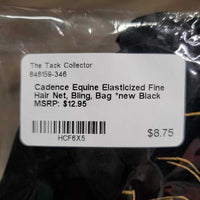 The Tack Collector
848159-346
Cadence Equine Elasticized Fine
Hair Net, Bling, Bag *new Black
MSRP: $12.95
HCF6X5
$8.75